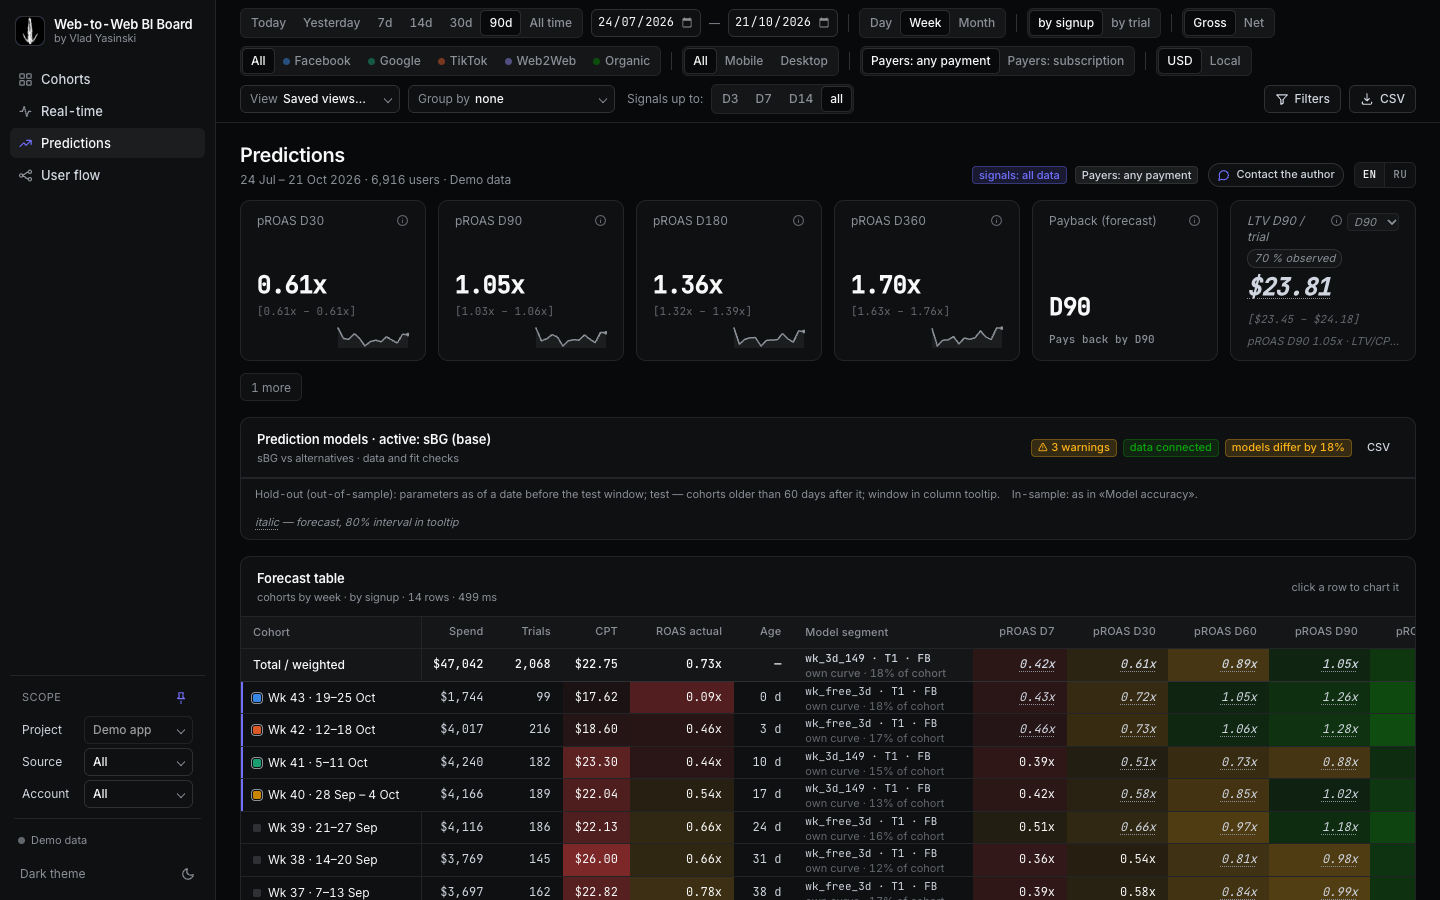 Web-to-Web BI Board
by Vlad Yasinski
Cohorts
Real-time
Predictions
User flow
SCOPE
Project Demo app
Source All
Account All
Demo data
Dark theme
Today Yesterday 7d 14d 30d 90d All time 24/07/2026 — 21/10/2026 Day Week Month by signup by trial Gross Net
All Facebook Google TikTok Web2Web Organic All Mobile Desktop Payers: any payment Payers: subscription USD Local
View Saved views... Group by none Signals up to: D3 D7 D14 all Filters CSV
Predictions
24 Jul – 21 Oct 2026 · 6,916 users · Demo data
signals: all data Payers: any payment Contact the author EN RU
pROAS D30
0.61x
[0.61x – 0.61x]
pROAS D90
1.05x
[1.03x – 1.06x]
pROAS D180
1.36x
[1.32x – 1.39x]
pROAS D360
1.70x
[1.63x – 1.76x]
Payback (forecast)
D90
Pays back by D90
LTV D90 / trial D90
70 % observed
$23.81
[$23.45 – $24.18]
pROAS D90 1.05x · LTV/CP...
1 more
Prediction models · active: sBG (base)
sBG vs alternatives · data and fit checks
3 warnings data connected models differ by 18% CSV
Hold-out (out-of-sample): parameters as of a date before the test window; test — cohorts older than 60 days after it; window in column tooltip. In-sample: as in «Model accuracy».
italic — forecast, 80% interval in tooltip
Forecast table
cohorts by week · by signup · 14 rows · 499 ms
click a row to chart it
Cohort Spend Trials CPT ROAS actual Age Model segment pROAS D7 pROAS D30 pROAS D60 pROAS D90 pRO
Total / weighted $47,042 2,068 $22.75 0.73x — wk_3d_149 · T1 · FB 0.42x 0.61x 0.89x 1.05x
own curve · 18% of cohort
Wk 43 · 19–25 Oct $1,744 99 $17.62 0.09x 0 d wk_free_3d · T1 · FB 0.43x 0.72x 1.05x 1.26x
own curve · 18% of cohort
Wk 42 · 12–18 Oct $4,017 216 $18.60 0.46x 3 d wk_free_3d · T1 · FB 0.46x 0.73x 1.06x 1.28x
own curve · 17% of cohort
Wk 41 · 5–11 Oct $4,240 182 $23.30 0.44x 10 d wk_3d_149 · T1 · FB 0.39x 0.51x 0.73x 0.88x
own curve · 15% of cohort
Wk 40 · 28 Sep – 4 Oct $4,166 189 $22.04 0.54x 17 d wk_3d_149 · T1 · FB 0.42x 0.58x 0.85x 1.02x
own curve · 13% of cohort
Wk 39 · 21–27 Sep $4,116 186 $22.13 0.66x 24 d wk_free_3d · T1 · FB 0.51x 0.66x 0.97x 1.18x
own curve · 16% of cohort
Wk 38 · 14–20 Sep $3,769 145 $26.00 0.66x 31 d wk_free_3d · T1 · FB 0.36x 0.54x 0.81x 0.98x
own curve · 12% of cohort
Wk 37 · 7–13 Sep $3,697 162 $22.82 0.78x 38 d wk_free_3d · T1 · FB 0.39x 0.58x 0.84x 0.99x